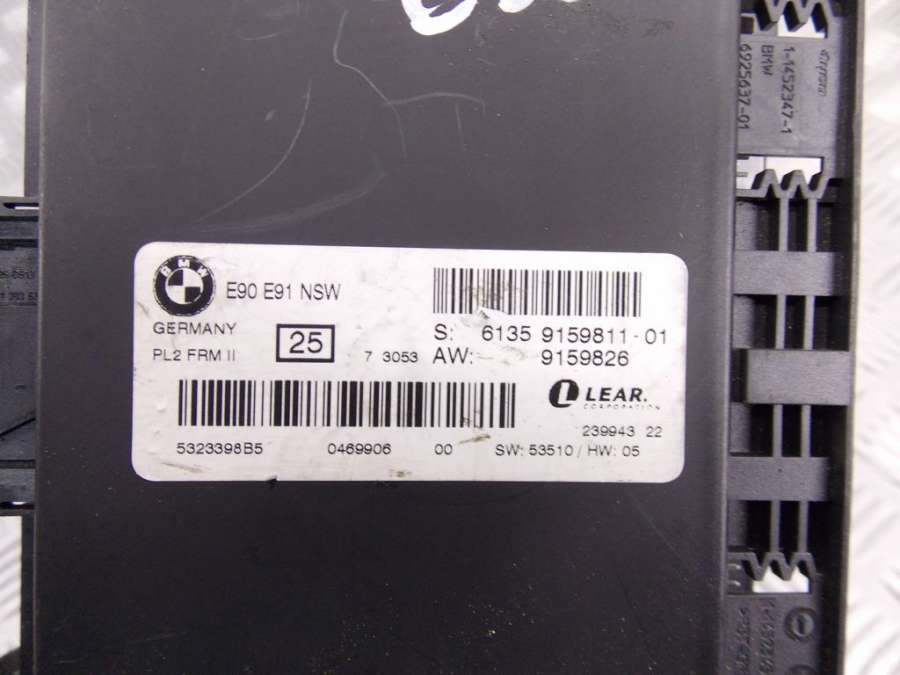 BMW
E90 E91 NSW
GERMANY
PL2 FRM II
25
7 3053
S: 6135 9159811-01
AW: 9159826
LEAR.
CORPORATION
239943 22
5323398B5 0469906 00 SW: 53510 / HW: 05
1-1452347-1
BMW
6925637-01